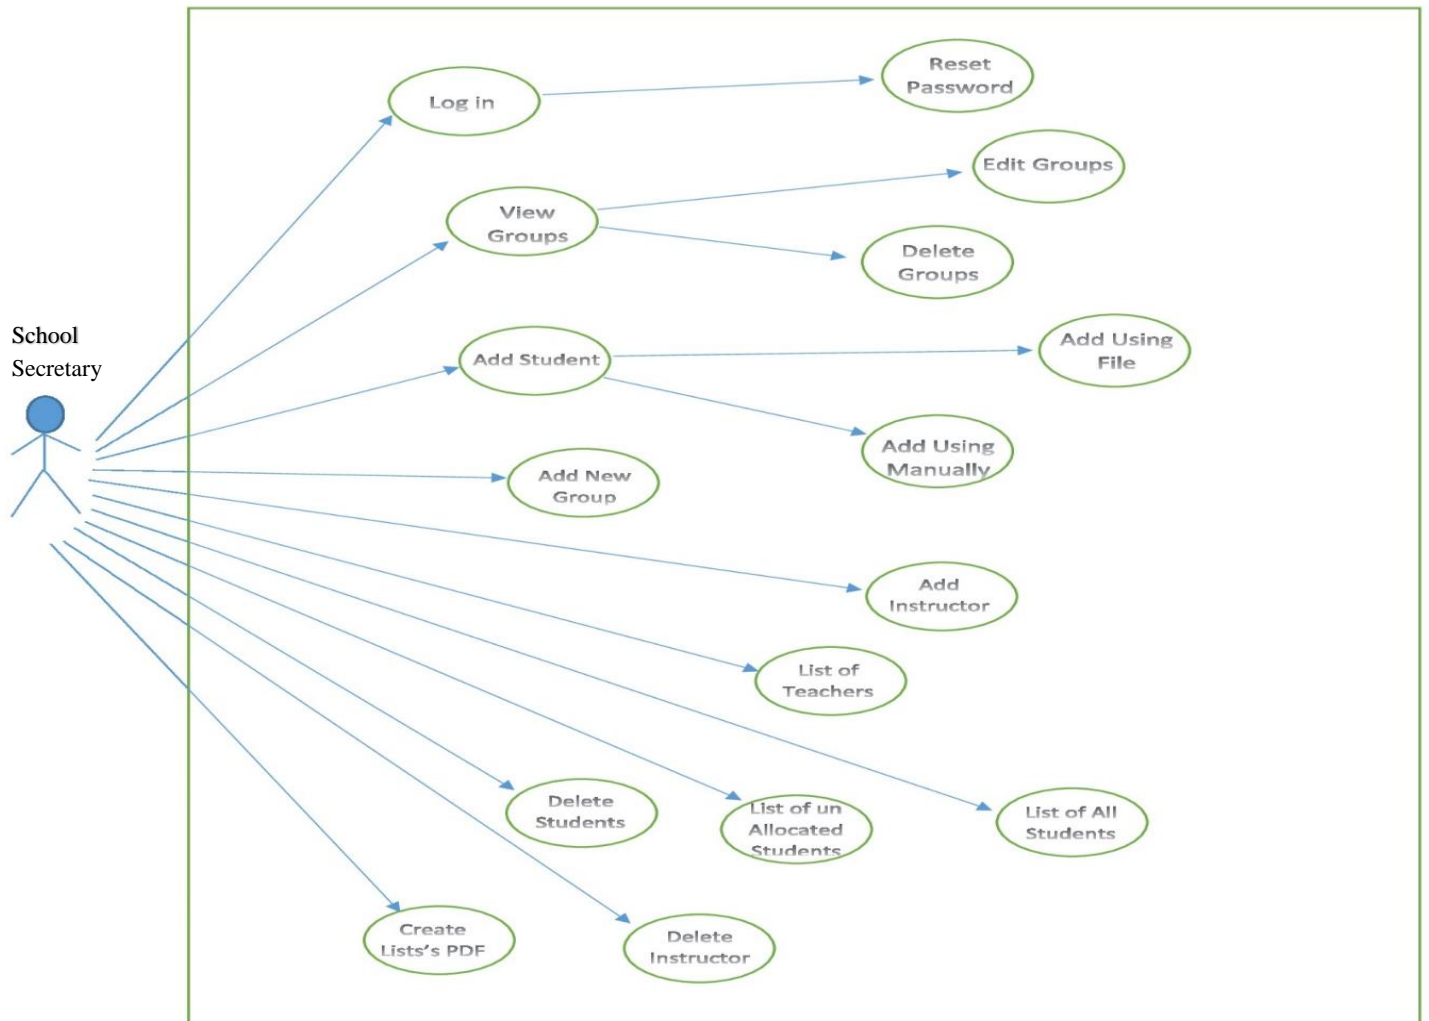 Reset
Password
Log in
Edit Groups
View
Groups
Delete
Groups
School
Secretary
Add Student
Add Using
File
Add Using
Manually
Add New
Group
Add
Instructor
List of
Teachers
Delete
Students
List of un
Allocated
Students
List of All
Students
Create
Lists's PDF
Delete
Instructor